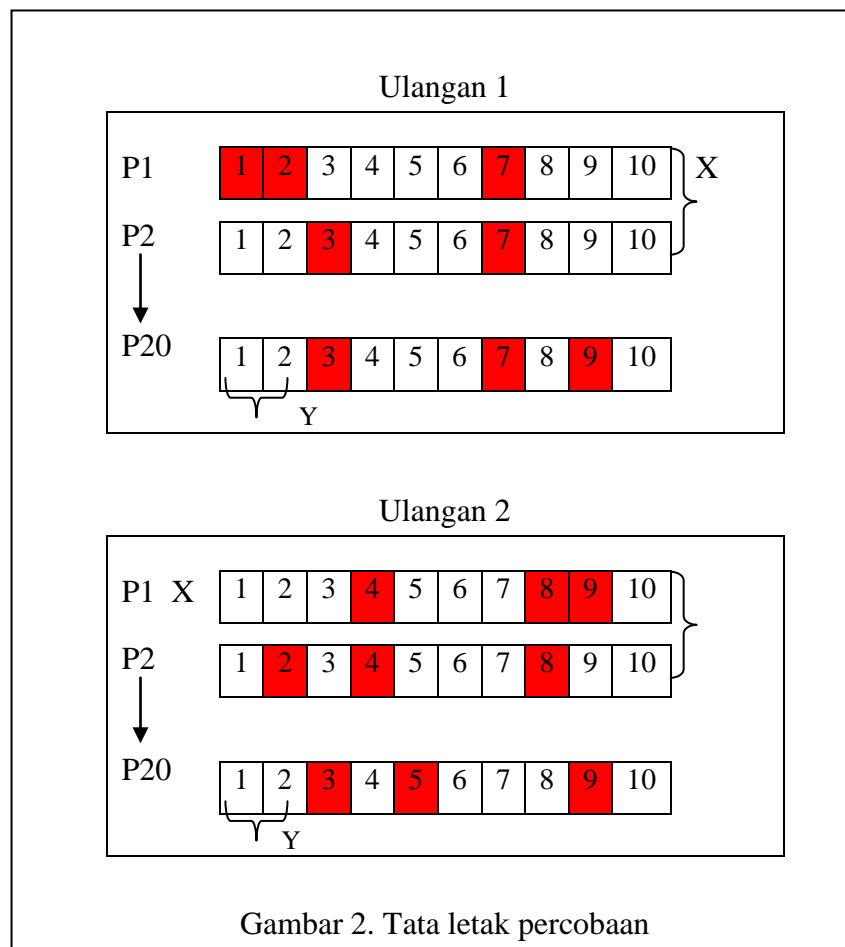 Ulangan 1
P1 1 2 3 4 5 6 7 8 9 10 X
P2 1 2 3 4 5 6 7 8 9 10
P20 1 2 3 4 5 6 7 8 9 10
Y
Ulangan 2
P1 X 1 2 3 4 5 6 7 8 9 10
P2 1 2 3 4 5 6 7 8 9 10
P20 1 2 3 4 5 6 7 8 9 10
Y
Gambar 2. Tata letak percobaan